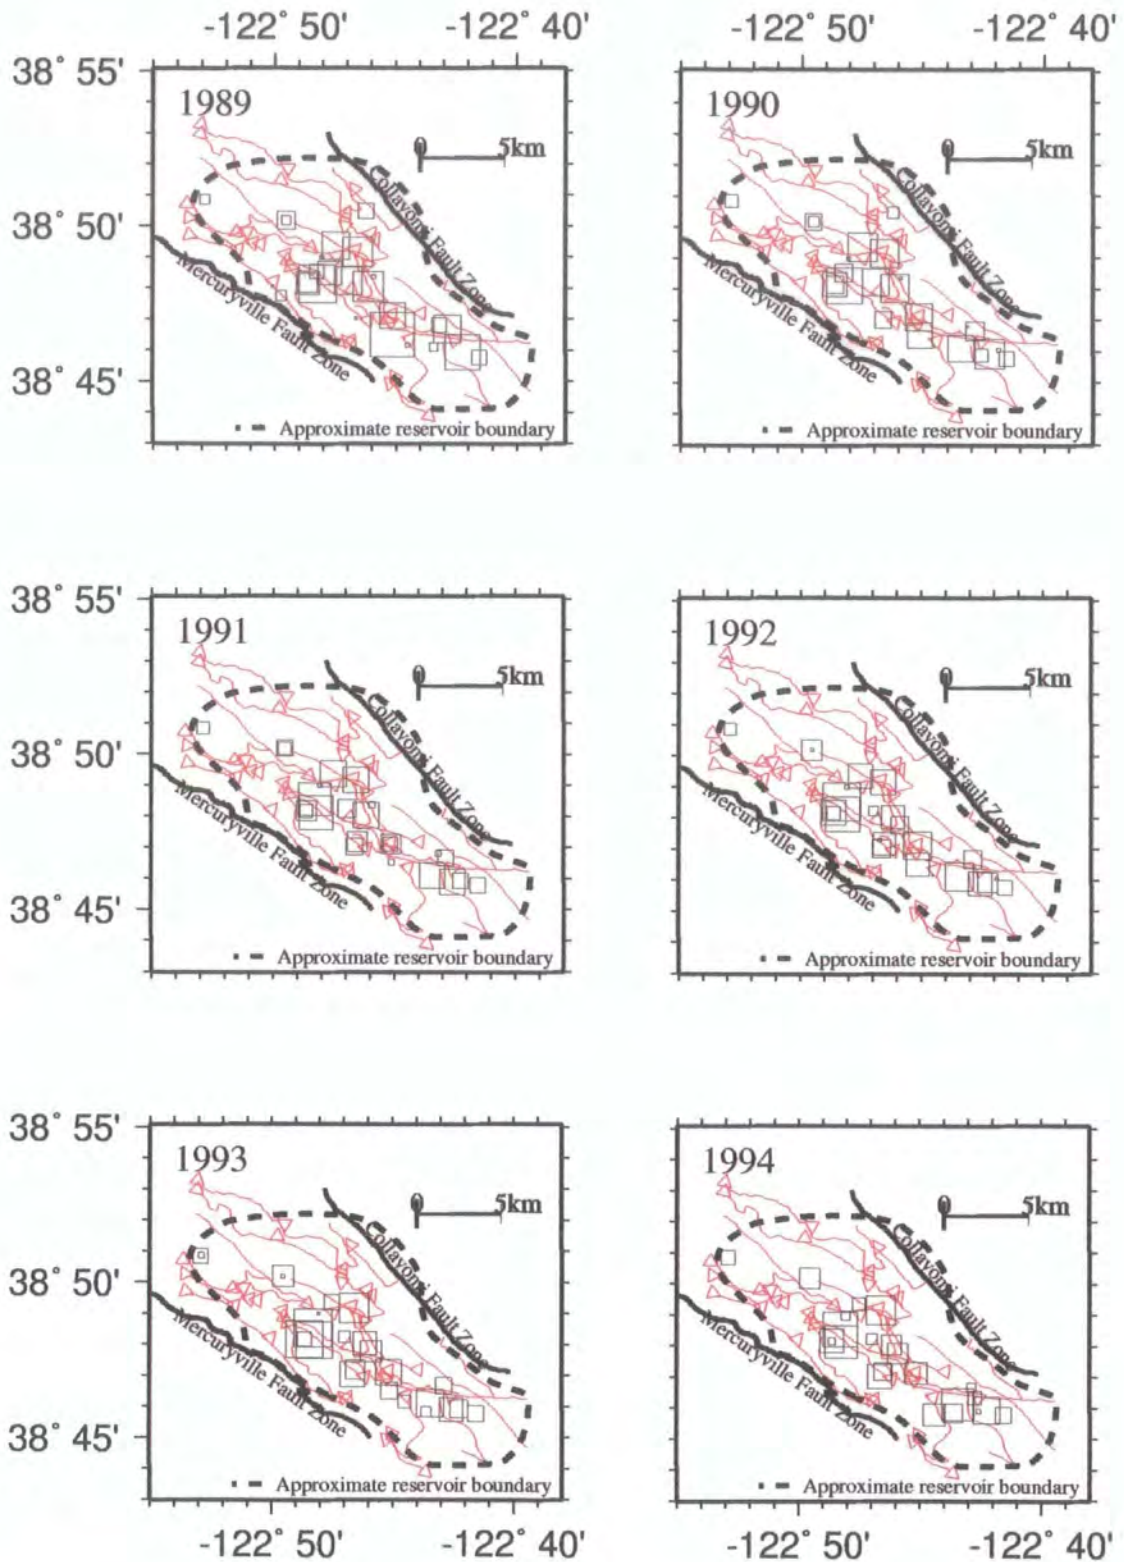 -122° 50' -122° 40' -122° 50' -122° 40'
38° 55'
1989
0 5km
Collayomi Fault Zone
38° 50'
Mercuryville Fault Zone
38° 45'
Approximate reservoir boundary
1990
0 5km
Collayomi Fault Zone
Mercuryville Fault Zone
Approximate reservoir boundary
38° 55'
1991
0 5km
Collayomi Fault Zone
38° 50'
Mercuryville Fault Zone
38° 45'
Approximate reservoir boundary
1992
0 5km
Collayomi Fault Zone
Mercuryville Fault Zone
Approximate reservoir boundary
38° 55'
1993
0 5km
Collayomi Fault Zone
38° 50'
Mercuryville Fault Zone
38° 45'
Approximate reservoir boundary
1994
0 5km
Collayomi Fault Zone
Mercuryville Fault Zone
Approximate reservoir boundary
-122° 50' -122° 40' -122° 50' -122° 40'